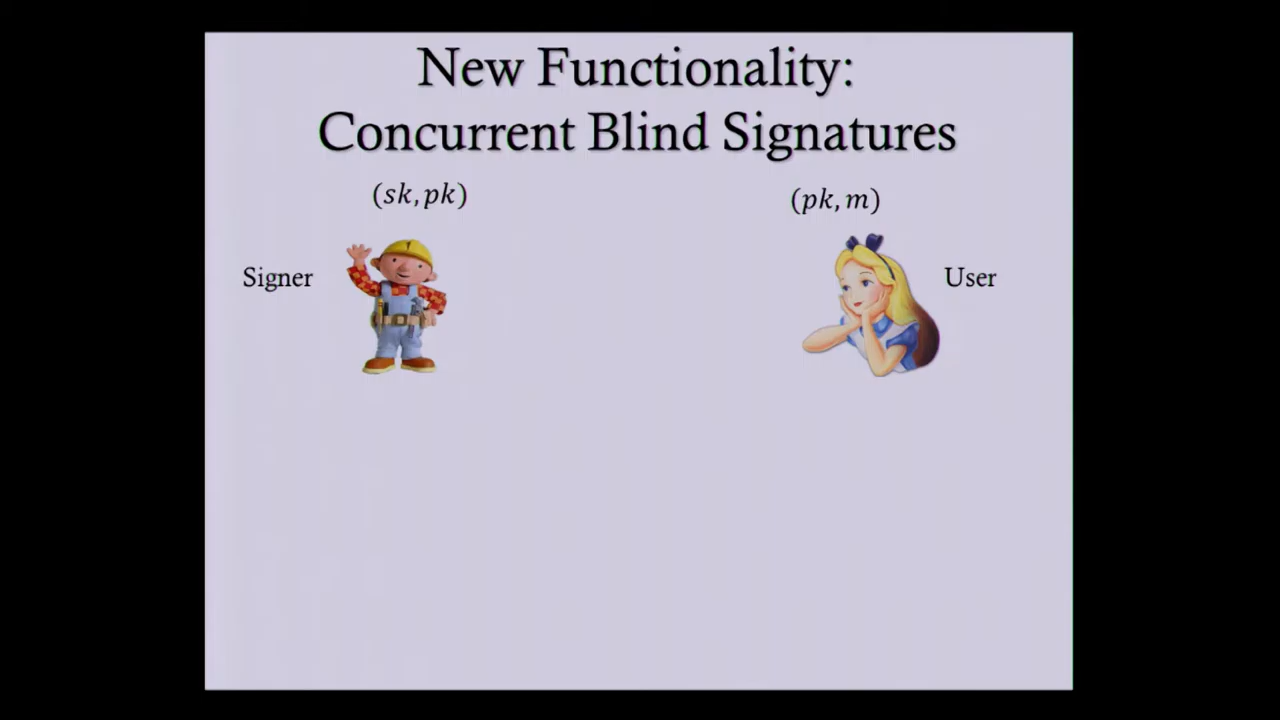 New Functionality:
Concurrent Blind Signatures
(sk, pk)
(pk, m)
Signer
User